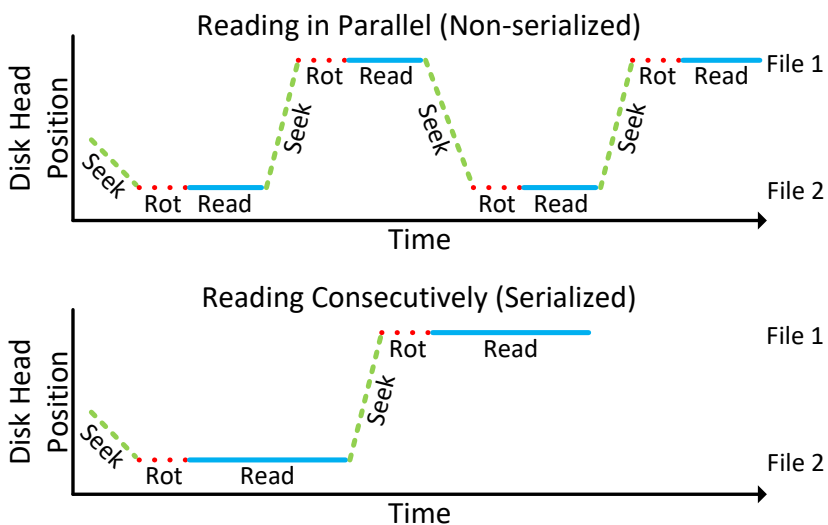 Reading in Parallel (Non-serialized)
Disk Head
Position
Seek
Rot
Read
Seek
Rot
Read
Seek
Rot
Read
Seek
Rot
Read
File 1
File 2
Time
Reading Consecutively (Serialized)
Disk Head
Position
Seek
Rot
Read
Seek
Rot
Read
File 1
File 2
Time